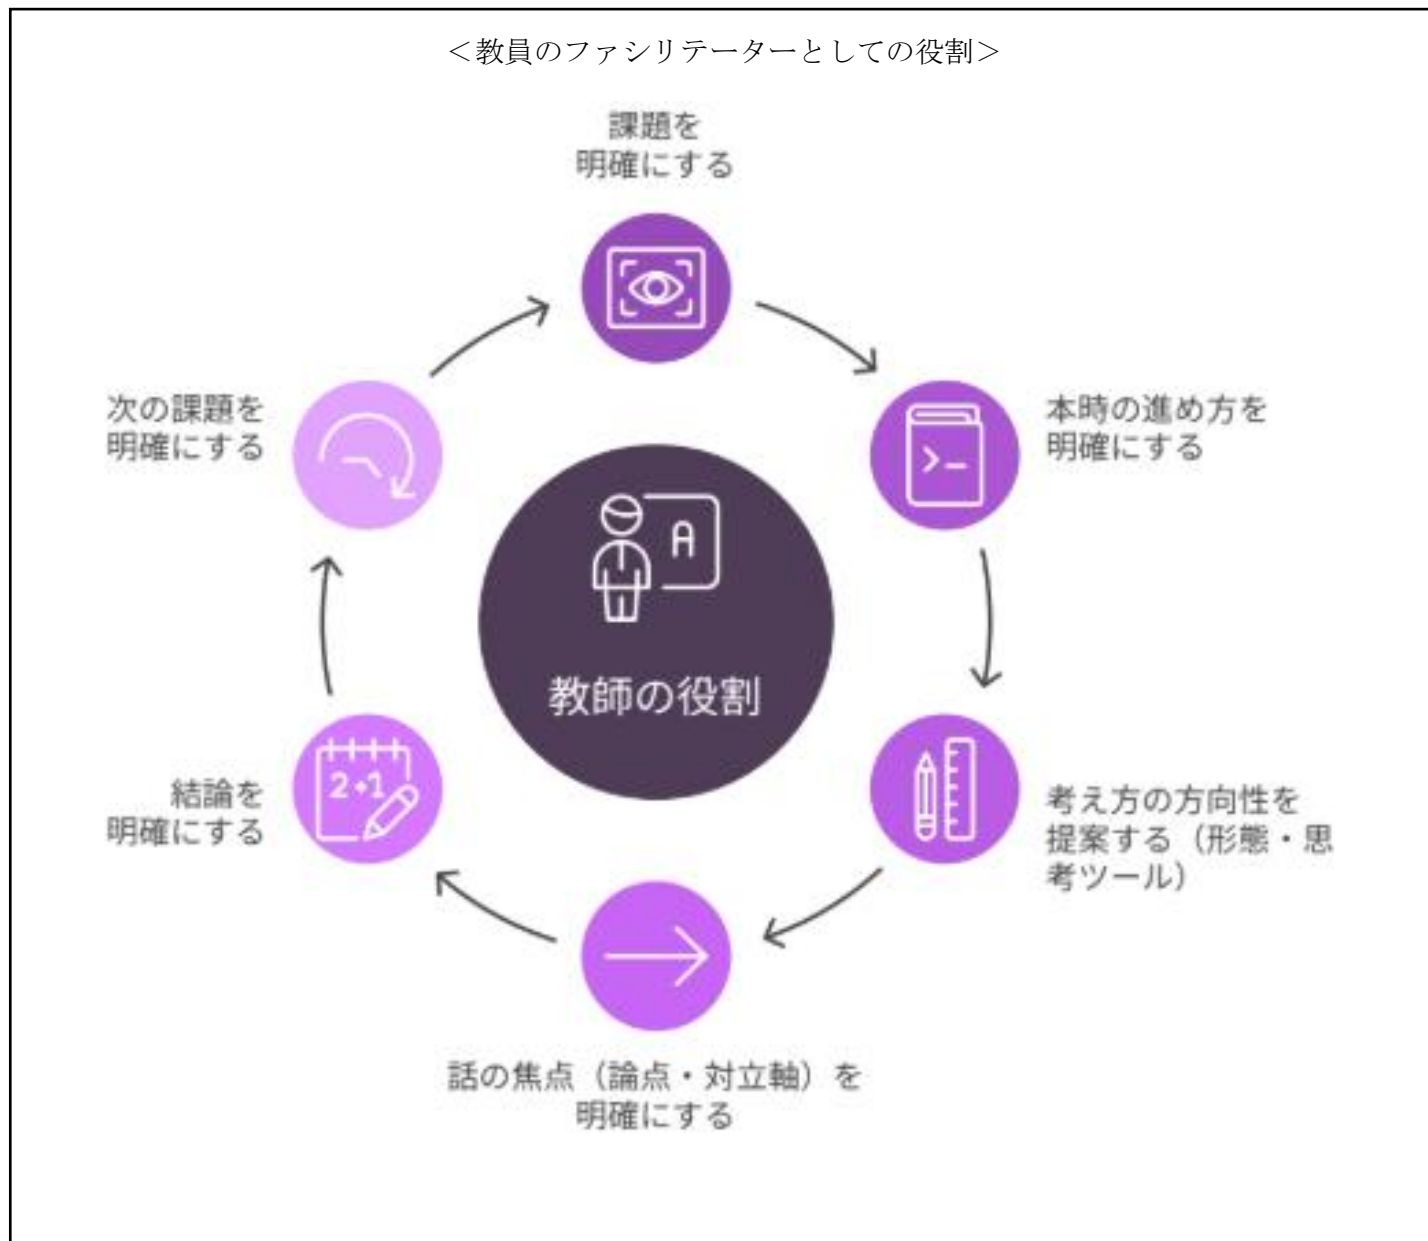 ＜教員のファシリテーターとしての役割＞
課題を
明確にする
本時の進め方を
明確にする
考え方の方向性を
提案する（形態・思
考ツール）
話の焦点（論点・対立軸）を
明確にする
結論を
明確にする
次の課題を
明確にする
A
教師の役割
2+1